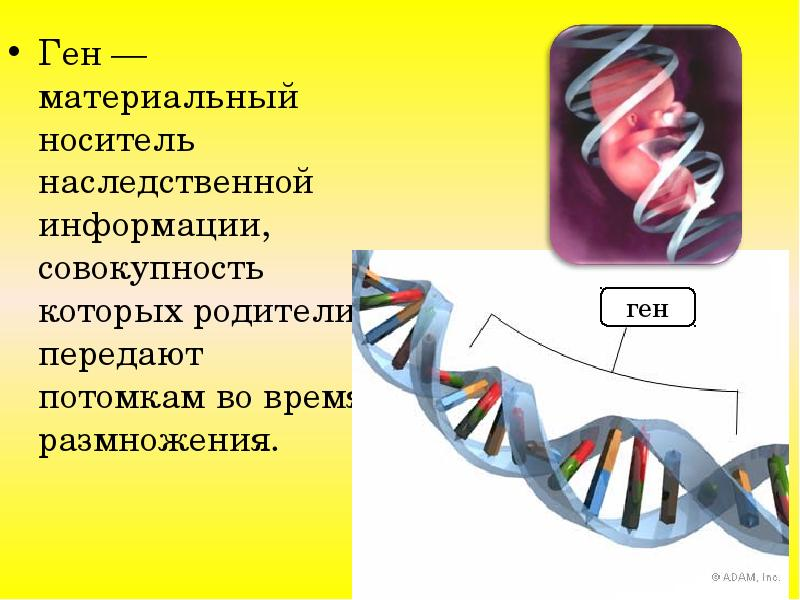 • Ген —
материальный
носитель
наследственной
информации,
совокупность
которых родители
передают
потомкам во время
размножения.
ген
© ADAM, Inc.